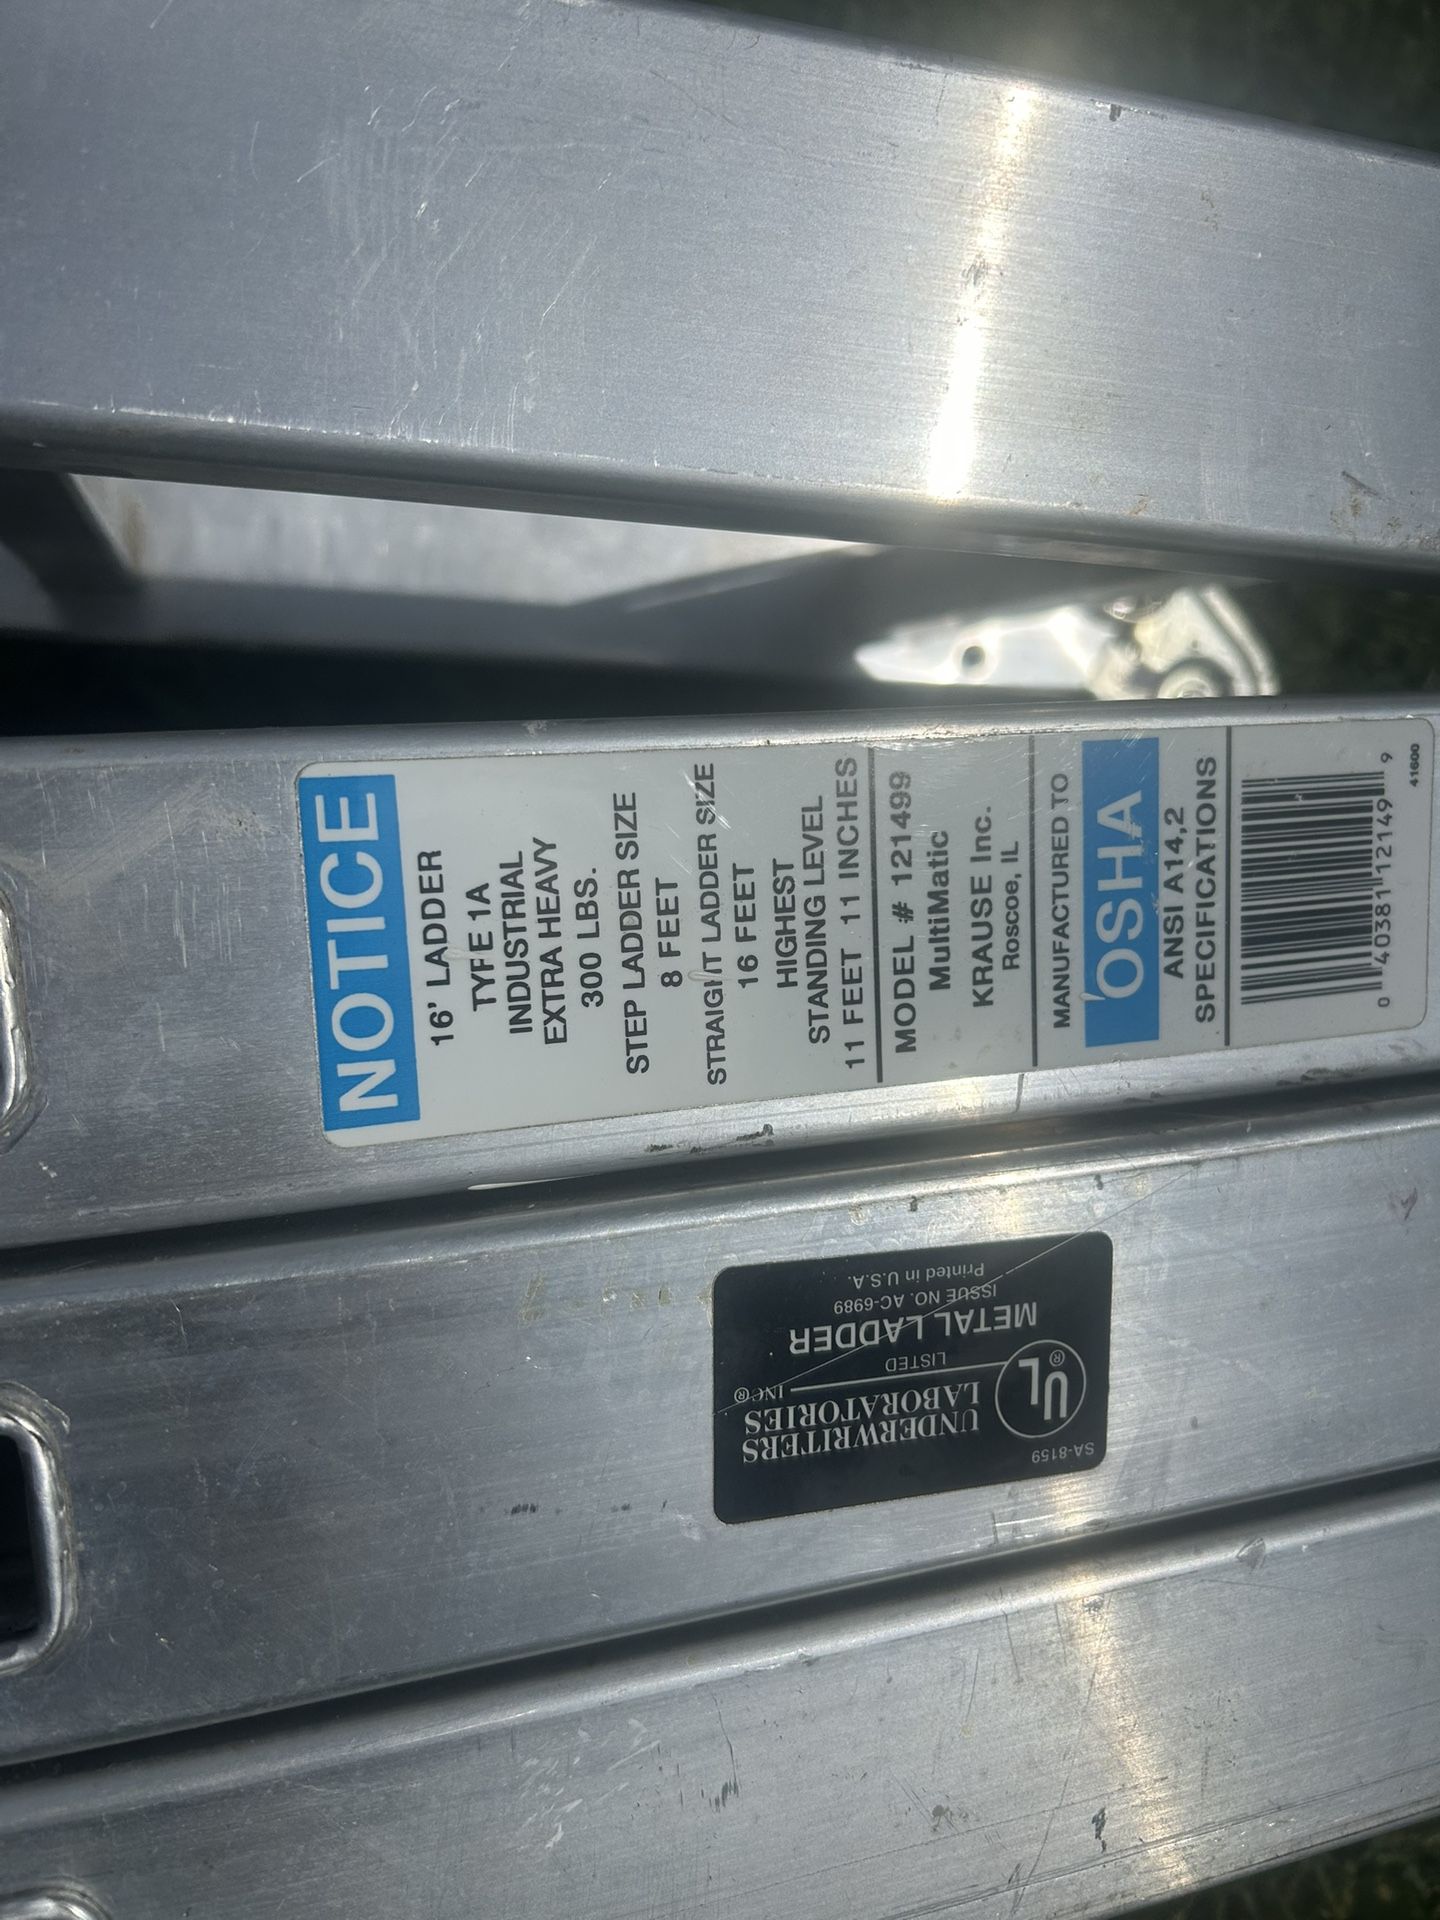 NOTICE
16' LADDER
TYPE 1A
INDUSTRIAL
EXTRA HEAVY
300 LBS.
STEP LADDER SIZE
8 FEET
STRAIGHT LADDER SIZE
16 FEET
HIGHEST
STANDING LEVEL
11 FEET 11 INCHES
MODEL # 121499
MultiMatic
KRAUSE Inc.
Roscoe, IL
MANUFACTURED TO
OSHA
ANSI A14,2
SPECIFICATIONS
0 40381 12149 9
41600
SA-8159
UNDERWRITERS
LABORATORIES INC®
UL®
LISTED
METAL LADDER
ISSUE NO. AC-6989
Printed in U.S.A.